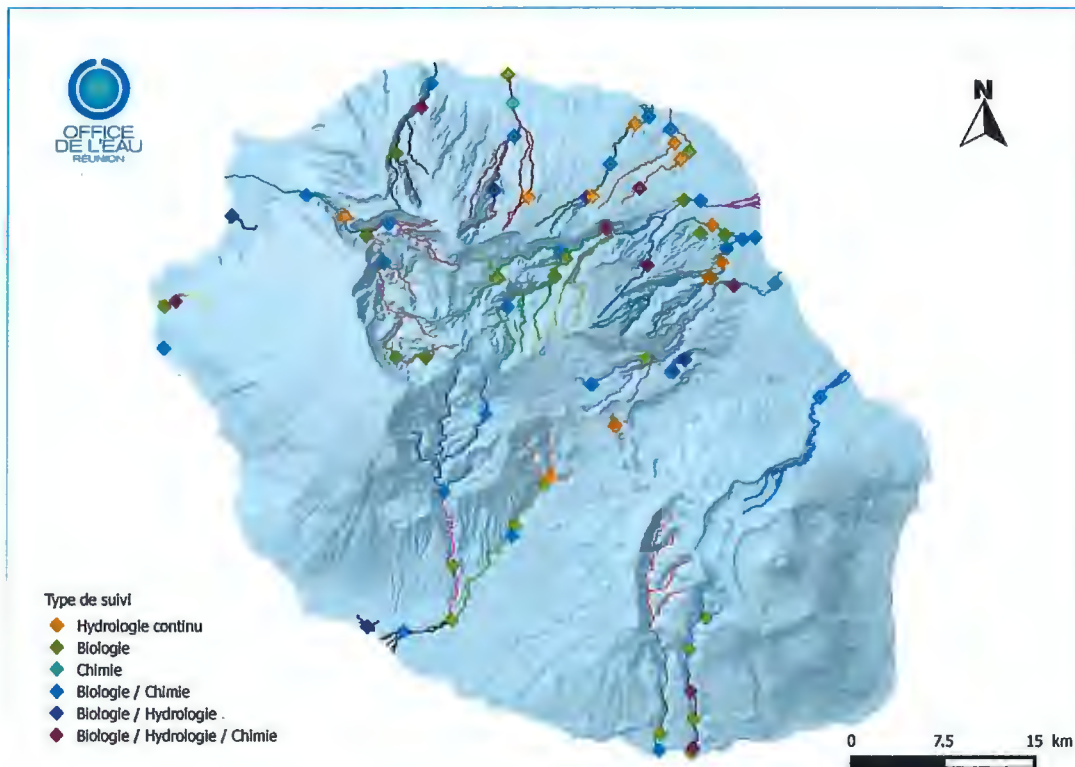 OFFICE
DE L'EAU
RÉUNION
N
Type de suivi
Hydrologie continu
Biologie
Chimie
Biologie / Chimie
Biologie / Hydrologie .
Biologie / Hydrologie / Chimie
0 7.5 15 km